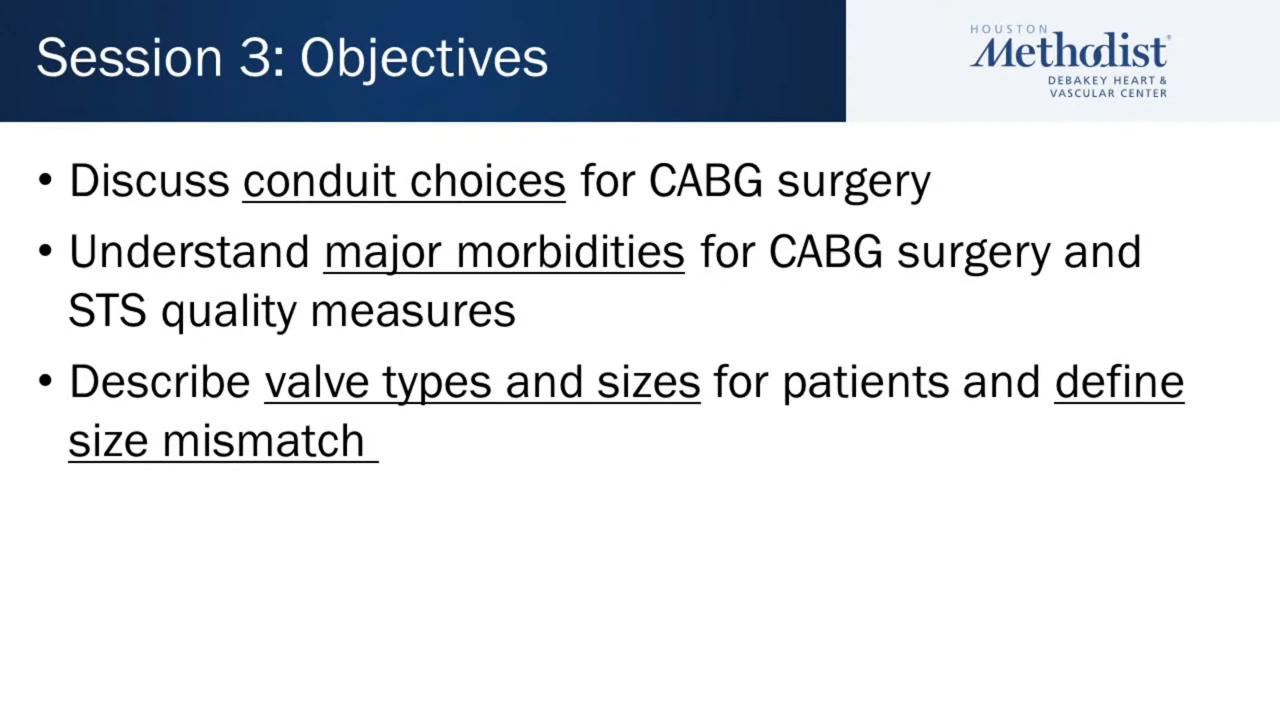 Session 3: Objectives
HOUSTON
Methodist®
DEBAKEY HEART &
VASCULAR CENTER
• Discuss conduit choices for CABG surgery
• Understand major morbidities for CABG surgery and
STS quality measures
• Describe valve types and sizes for patients and define
size mismatch